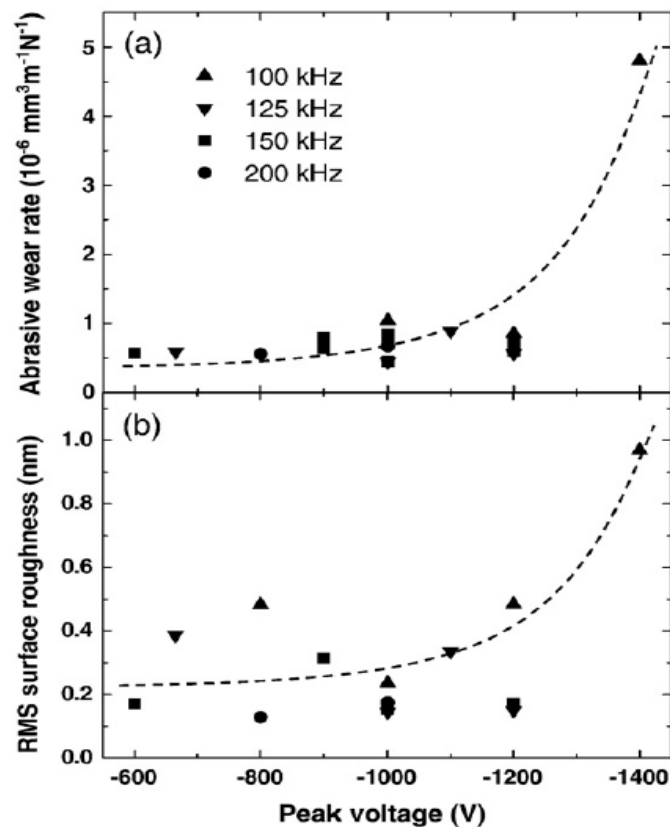 (a)
▲ 100 kHz
▼ 125 kHz
■ 150 kHz
● 200 kHz
Abrasive wear rate (10⁻⁶ mm³m⁻¹N⁻¹)
5
4
3
2
1
0
(b)
RMS surface roughness (nm)
1.0
0.8
0.6
0.4
0.2
0.0
-600 -800 -1000 -1200 -1400
Peak voltage (V)